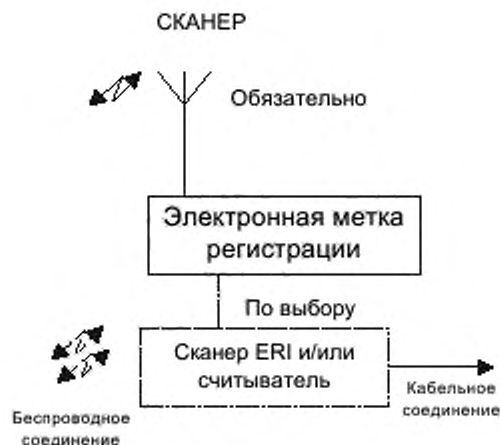 СКАНЕР
Обязательно
Электронная метка
регистрации
По выбору
Сканер ERI и/или
считыватель
Кабельное
соединение
Беспроводное
соединение